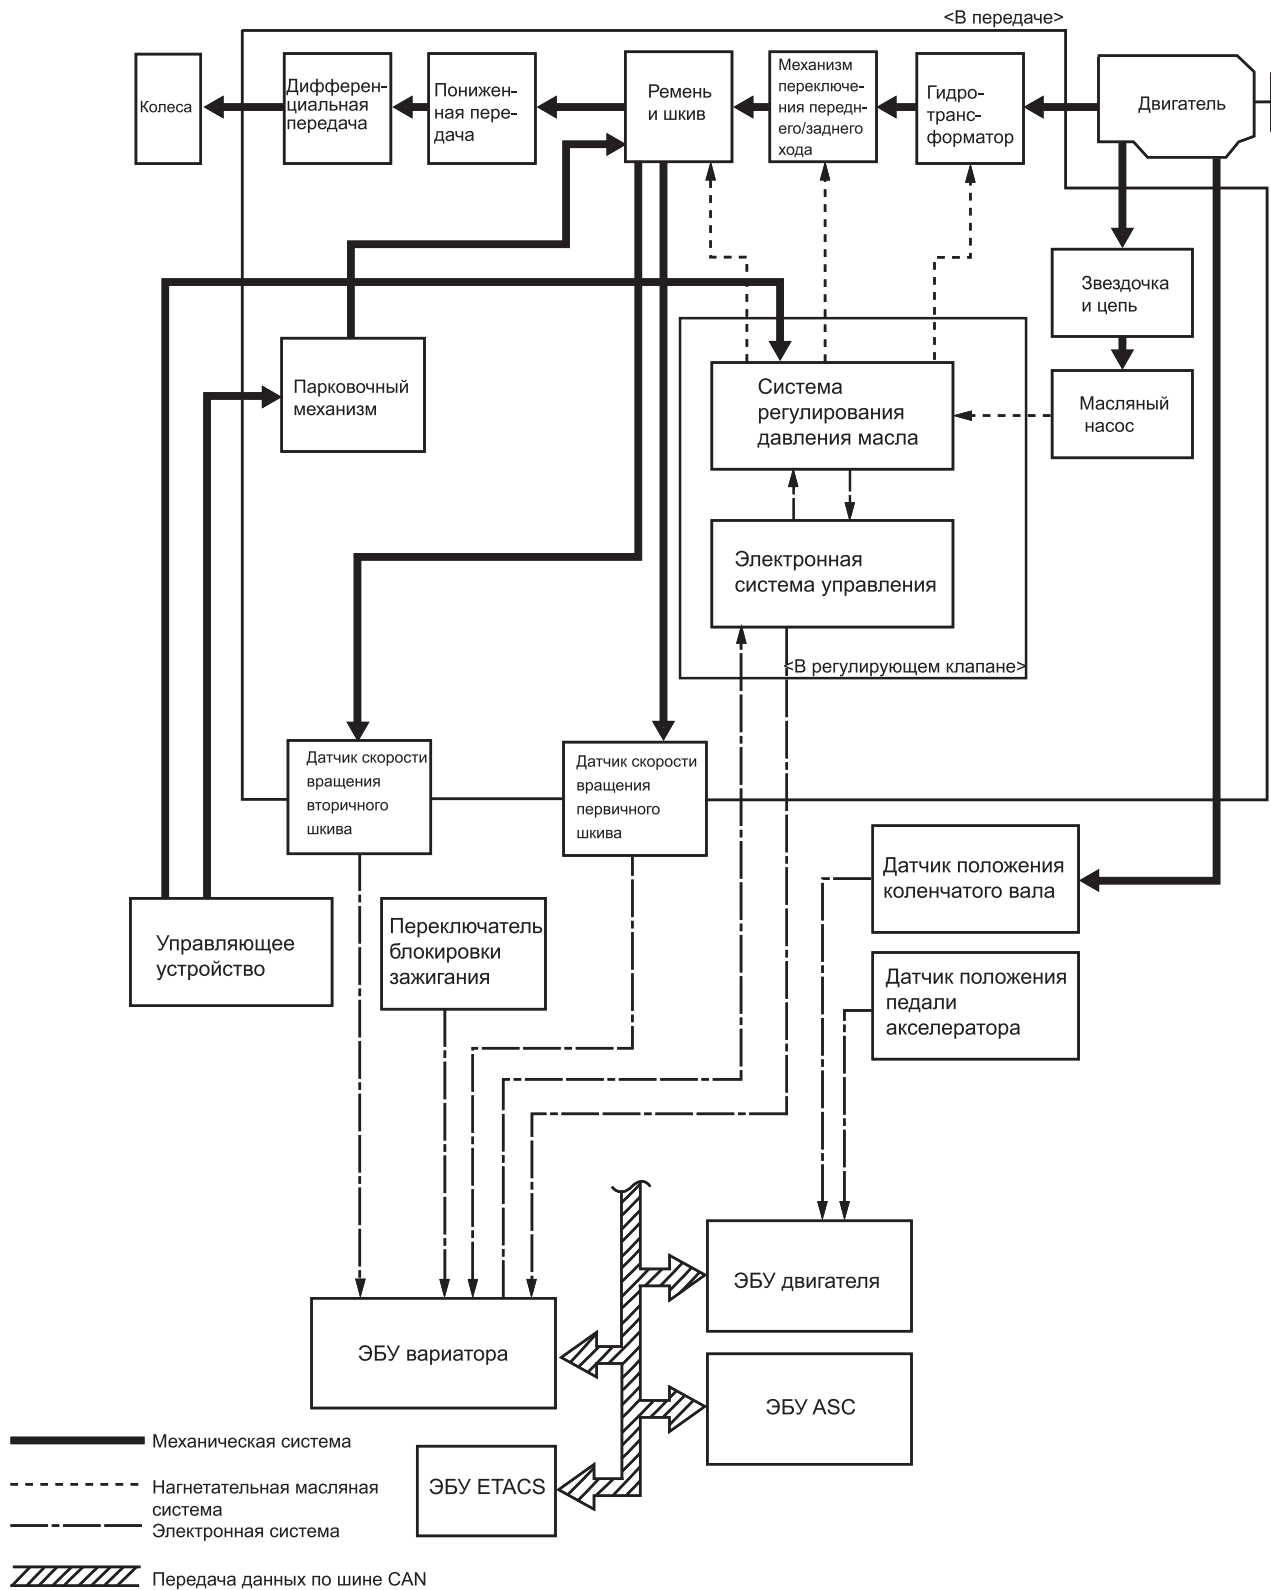 <В передаче>
Колеса
Дифферен-
циальная
передача
Понижен-
ная пере-
дача
Ремень
и шкив
Механизм
переключе-
ния передн-
его/заднего
хода
Гидро-
транс-
форматор
Двигатель
Звездочка
и цепь
Парковочный
механизм
Система
регулирования
давления масла
Масляный
насос
Электронная
система управления
<В регулирующем клапане>
Датчик скорости
вращения
вторичного
шкива
Датчик скорости
вращения
первичного
шкива
Датчик положения
коленчатого вала
Управляющее
устройство
Переключатель
блокировки
зажигания
Датчик положения
педали
акселератора
ЭБУ двигателя
ЭБУ вариатора
ЭБУ ASC
ЭБУ ETACS
Механическая система
Нагнетательная масляная
система
Электронная система
Передача данных по шине CAN